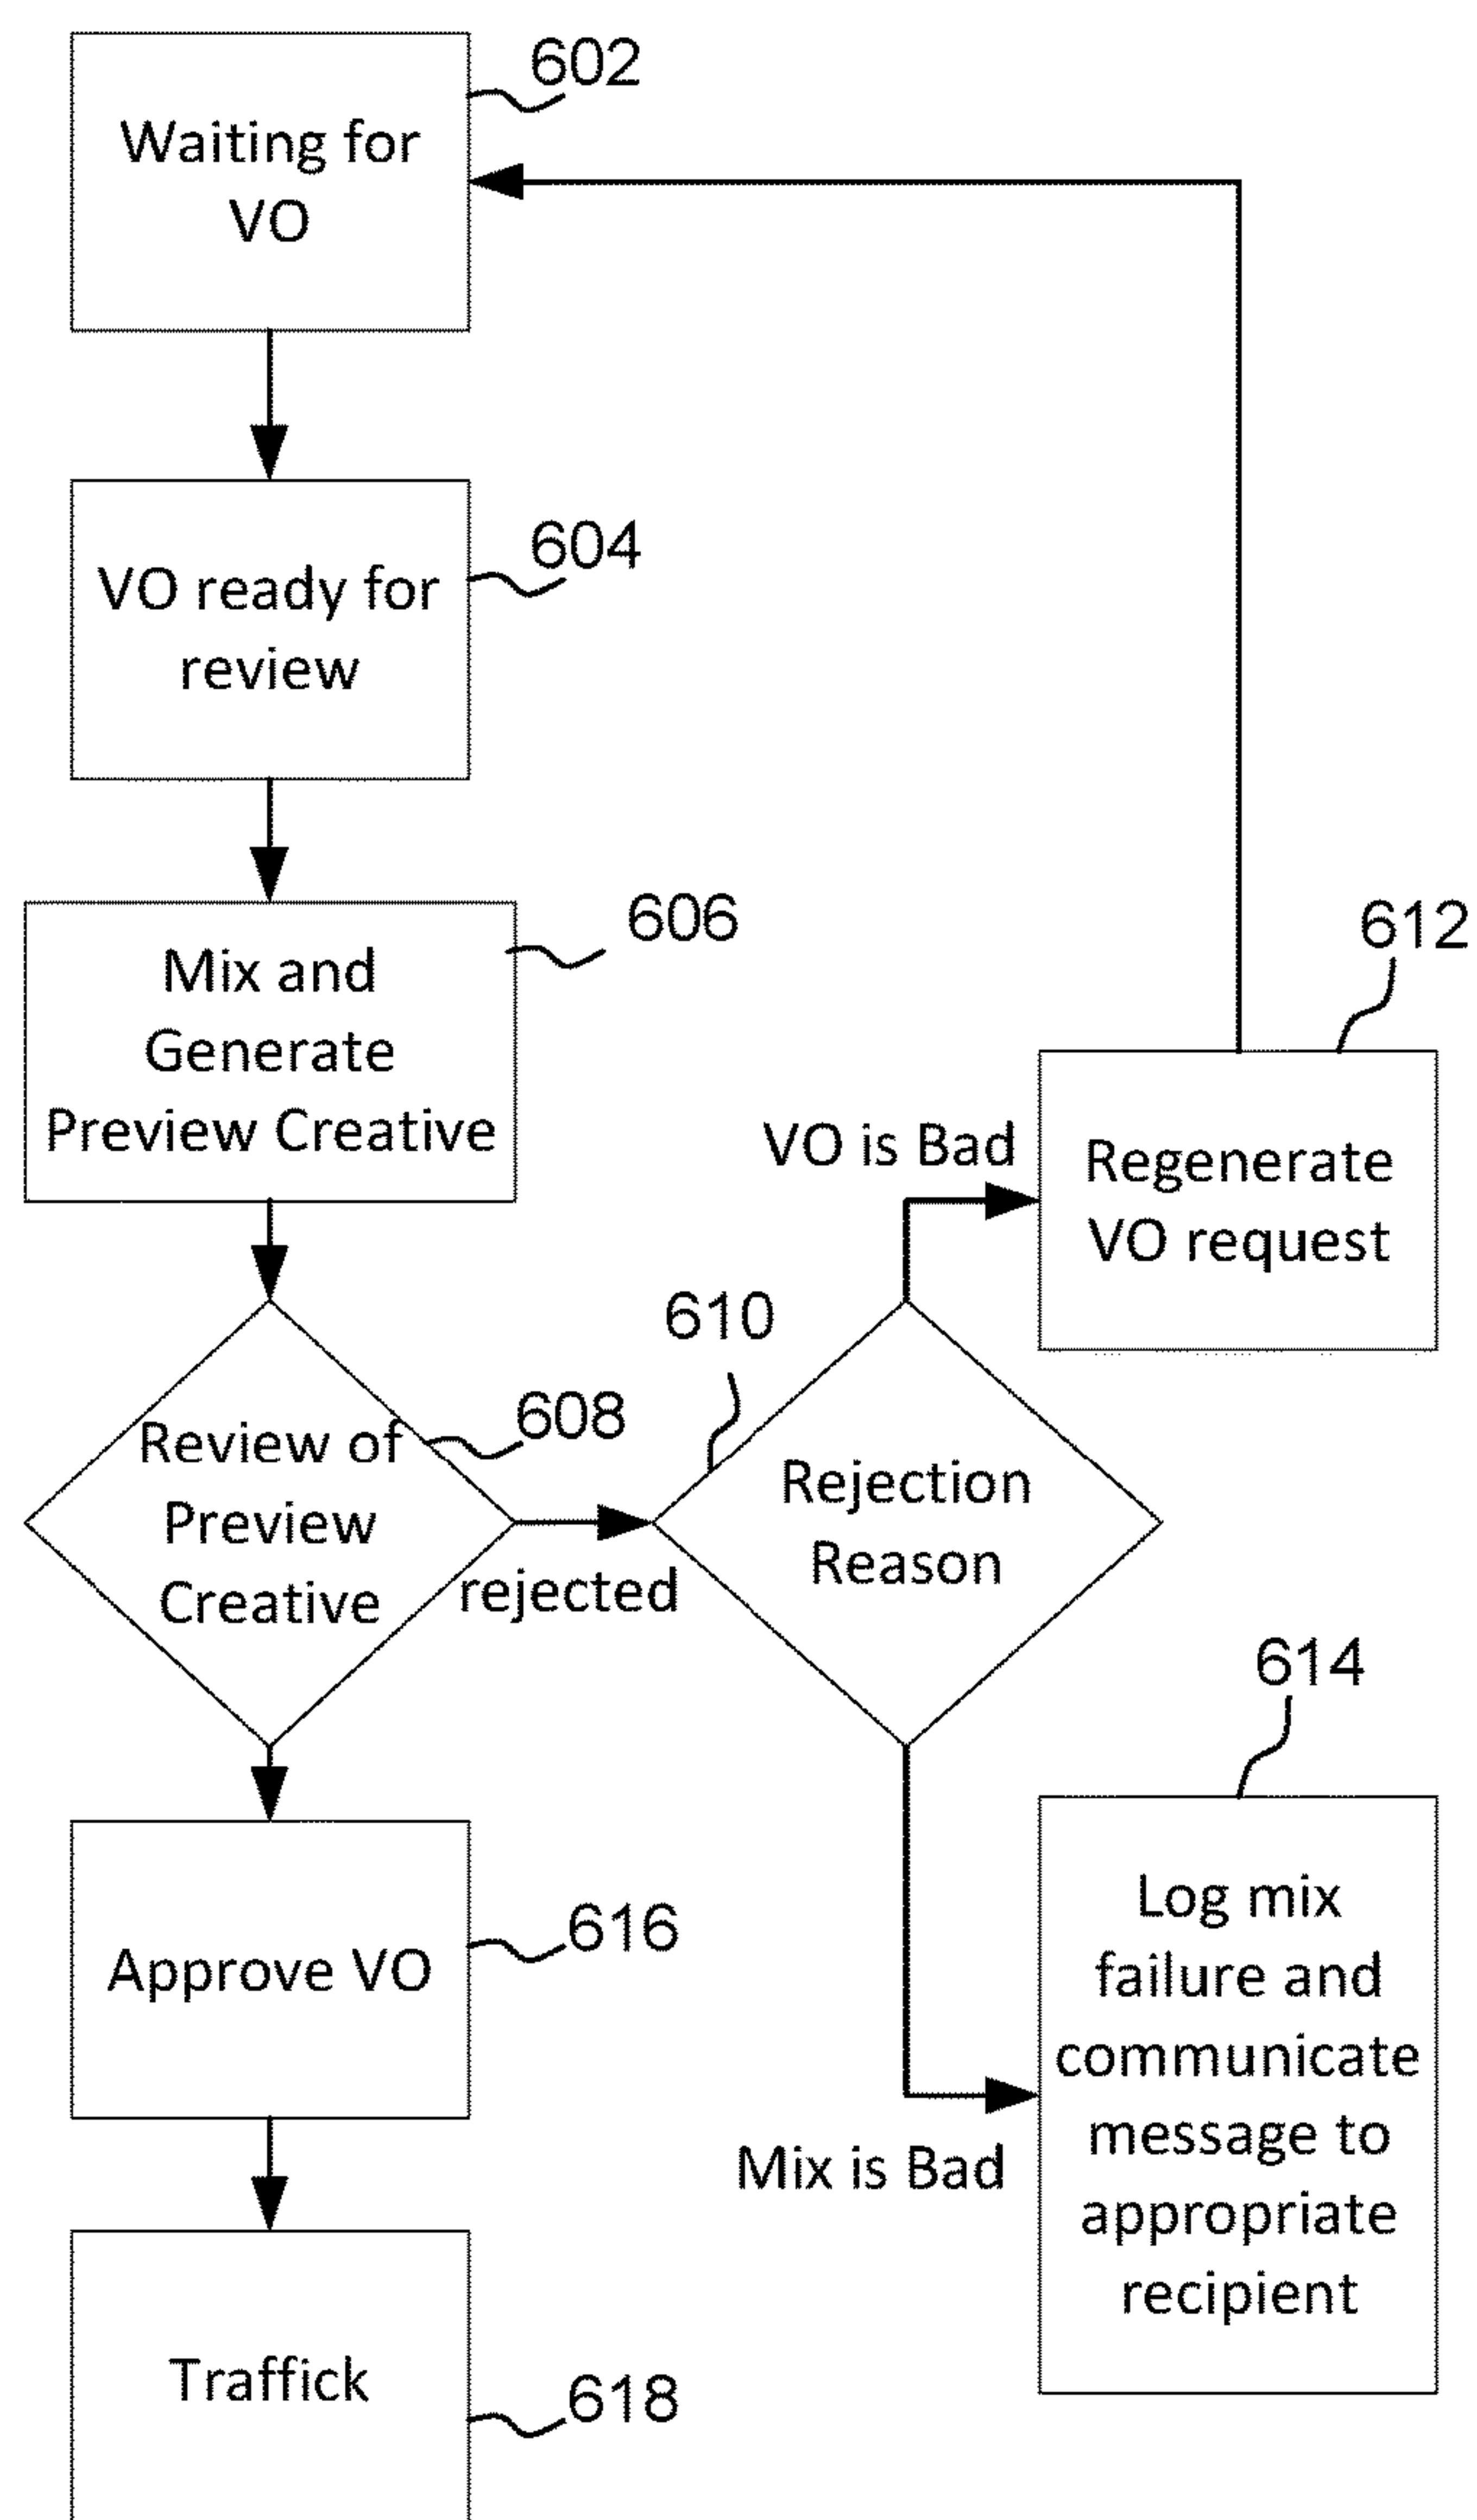 602
Waiting for
VO
604
VO ready for
review
606
Mix and
Generate
Preview Creative
612
VO is Bad
Regenerate
VO request
610
608
Review of
Preview
Creative
rejected
Rejection
Reason
614
616
Approve VO
Log mix
failure and
communicate
message to
appropriate
recipient
Mix is Bad
Traffick
618